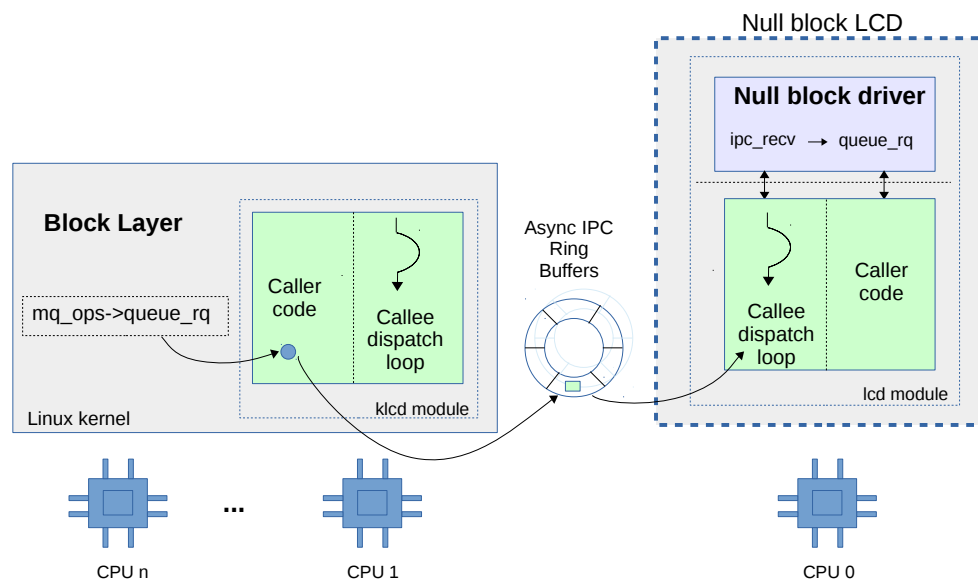 Null block LCD
Null block driver
ipc_recv
queue_rq
Block Layer
Async IPC
Ring
Buffers
mq_ops->queue_rq
Caller
code
Callee
dispatch
loop
klcd module
Linux kernel
Callee
dispatch
loop
Caller
code
lcd module
...
CPU n
CPU 1
CPU 0